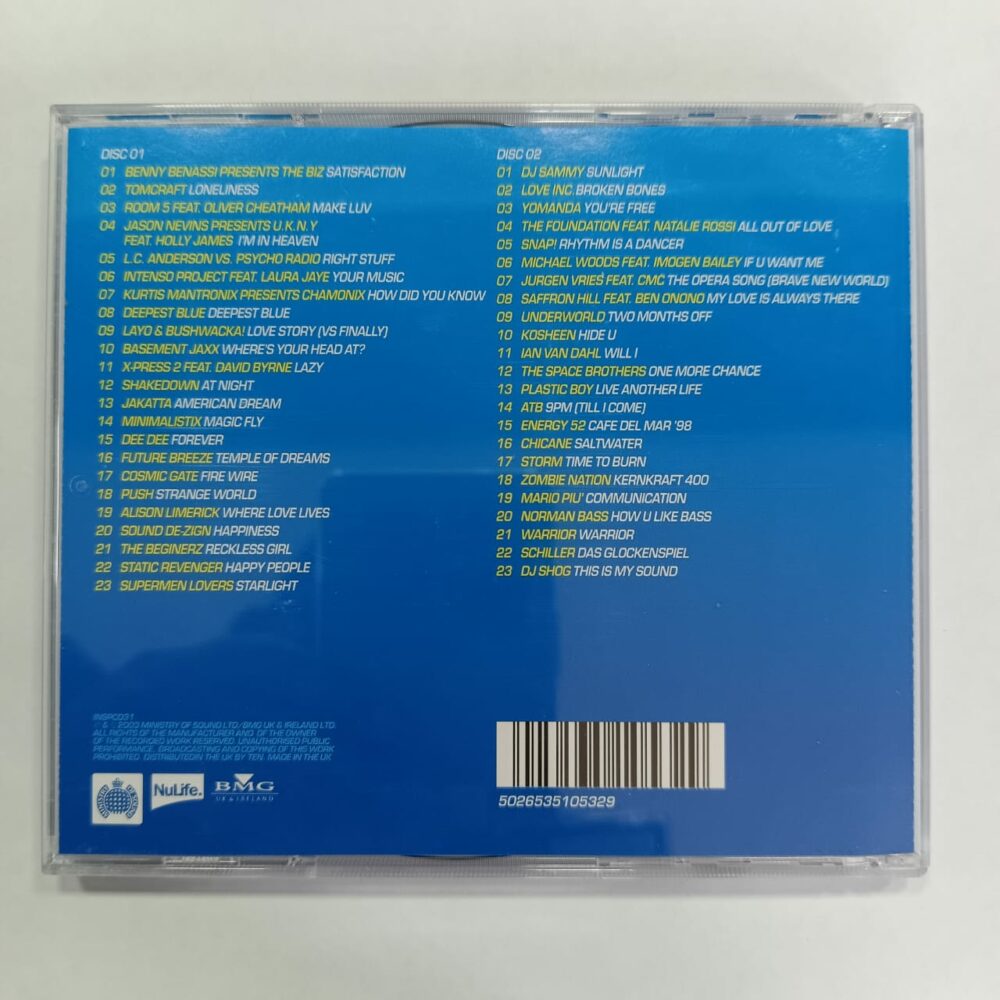 DISC 01
01 BENNY BENASSI PRESENTS THE BIZ SATISFACTION
02 TOMCRAFT LONELINESS
03 ROOM 5 FEAT. OLIVER CHEATHAM MAKE LUV
04 JASON NEVINS PRESENTS U.K.N.Y
FEAT. HOLLY JAMES I'M IN HEAVEN
05 L.C. ANDERSON VS. PSYCHO RADIO RIGHT STUFF
06 INTENSO PROJECT FEAT. LAURA JAYE YOUR MUSIC
07 KURTIS MANTRONIX PRESENTS CHAMONIX HOW DID YOU KNOW
08 DEEPEST BLUE DEEPEST BLUE
09 LAYO & BUSHWACKA! LOVE STORY (VS FINALLY)
10 BASEMENT JAXX WHERE'S YOUR HEAD AT?
11 X-PRESS 2 FEAT. DAVID BYRNE LAZY
12 SHAKEDOWN AT NIGHT
13 JAKATTA AMERICAN DREAM
14 MINIMALISTIX MAGIC FLY
15 DEE DEE FOREVER
16 FUTURE BREEZE TEMPLE OF DREAMS
17 COSMIC GATE FIRE WIRE
18 PUSH STRANGE WORLD
19 ALISON LIMERICK WHERE LOVE LIVES
20 SOUND DE-ZIGN HAPPINESS
21 THE BEGINERZ RECKLESS GIRL
22 STATIC REVENGER HAPPY PEOPLE
23 SUPERMEN LOVERS STARLIGHT
DISC 02
01 DJ SAMMY SUNLIGHT
02 LOVE INC. BROKEN BONES
03 YOMANDA YOU'RE FREE
04 THE FOUNDATION FEAT. NATALIE ROSSI ALL OUT OF LOVE
05 SNAP! RHYTHM IS A DANCER
06 MICHAEL WOODS FEAT. IMOGEN BAILEY IF U WANT ME
07 JURGEN VRIES FEAT. CMC THE OPERA SONG (BRAVE NEW WORLD)
08 SAFFRON HILL FEAT. BEN ONONO MY LOVE IS ALWAYS THERE
09 UNDERWORLD TWO MONTHS OFF
10 KOSHEEN HIDE U
11 IAN VAN DAHL WILL I
12 THE SPACE BROTHERS ONE MORE CHANCE
13 PLASTIC BOY LIVE ANOTHER LIFE
14 ATB 9PM (TILL I COME)
15 ENERGY 52 CAFE DEL MAR '98
16 CHICANE SALTWATER
17 STORM TIME TO BURN
18 ZOMBIE NATION KERNKRAFT 400
19 MARIO PIU' COMMUNICATION
20 NORMAN BASS HOW U LIKE BASS
21 WARRIOR WARRIOR
22 SCHILLER DAS GLOCKENSPIEL
23 DJ SHOG THIS IS MY SOUND
INSPCD31
℗ & © 2003 MINISTRY OF SOUND LTD/BMG UK & IRELAND LTD.
ALL RIGHTS OF THE MANUFACTURER AND OF THE OWNER
OF THE RECORDED WORK RESERVED. UNAUTHORISED PUBLIC
PERFORMANCE, BROADCASTING AND COPYING OF THIS WORK
PROHIBITED. DISTRIBUTED IN THE UK BY TEN. MADE IN THE UK
MINISTRY OF SOUND
NuLife.
BMG
UK & IRELAND
5026535105329